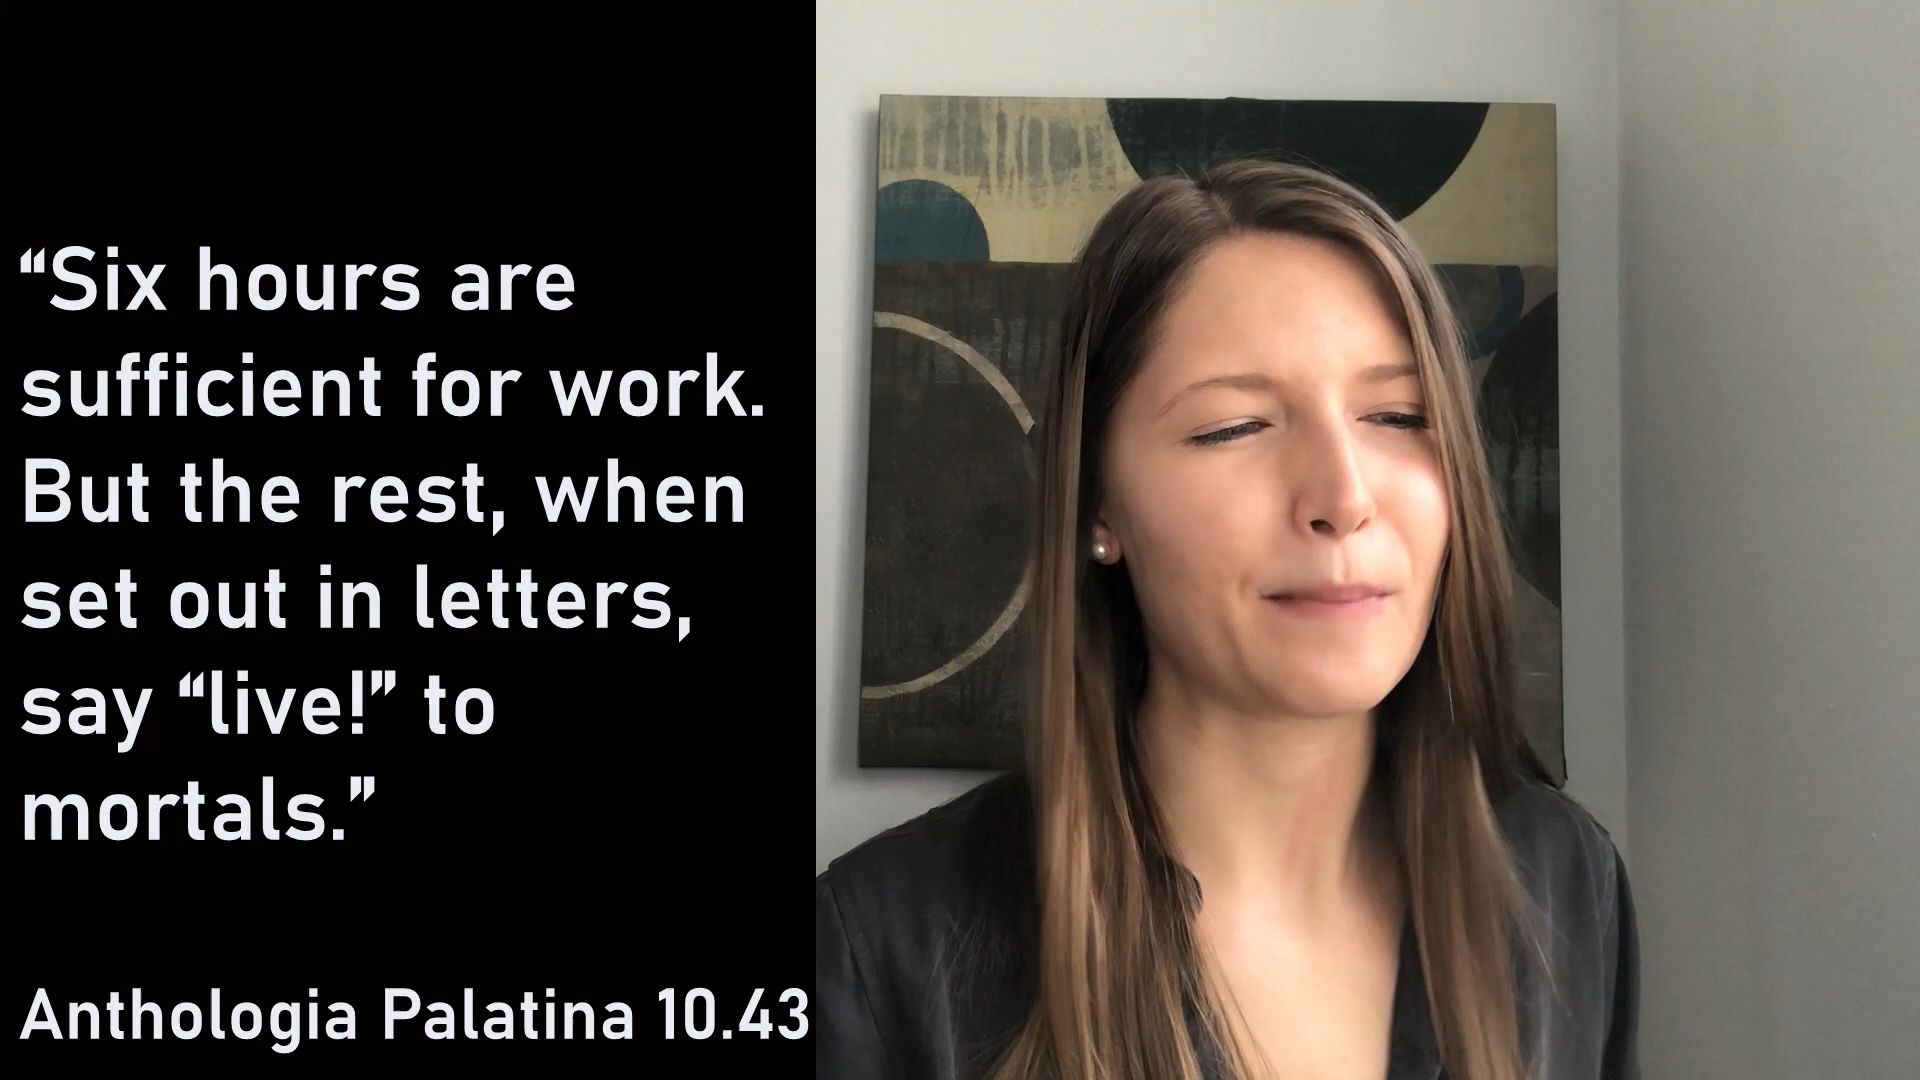 “Six hours are
sufficient for work.
But the rest, when
set out in letters,
say “live!” to
mortals.”
Anthologia Palatina 10.43